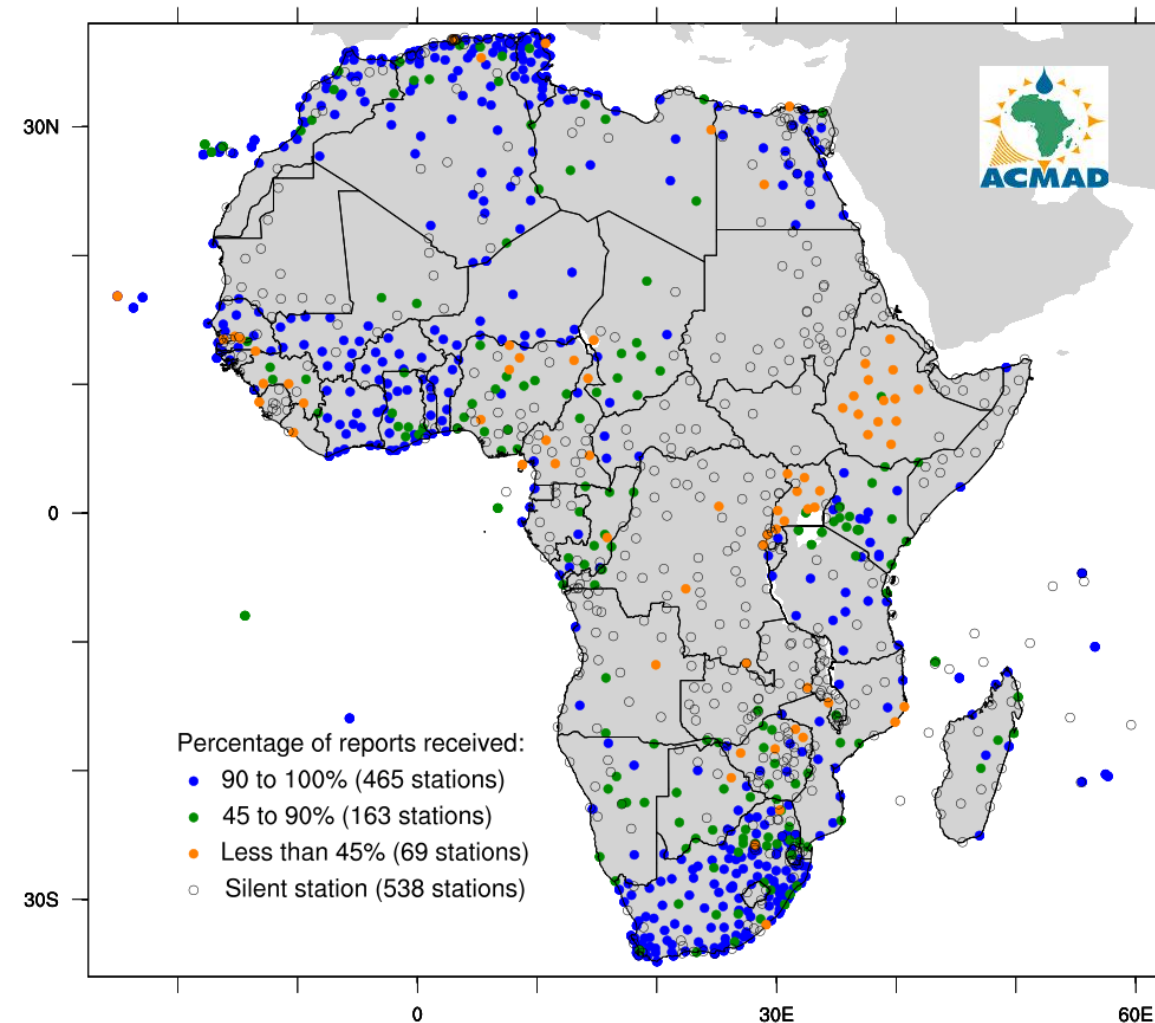 ACMAD
30N
0
30S
Percentage of reports received:
90 to 100% (465 stations)
45 to 90% (163 stations)
Less than 45% (69 stations)
Silent station (538 stations)
0
30E
60E